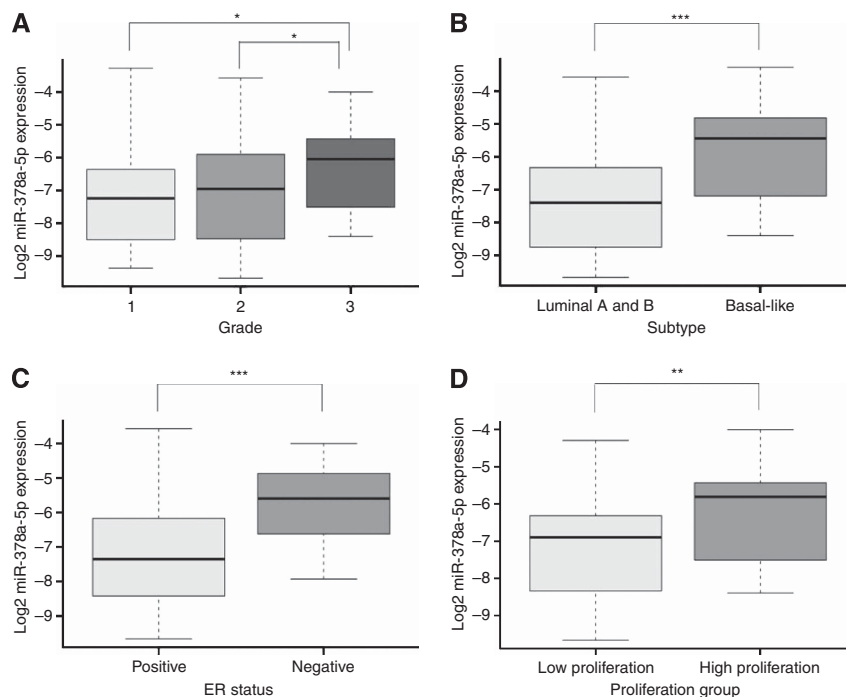 A
*
*
Log2 miR-378a-5p expression
–4
–5
–6
–7
–8
–9
1 2 3
Grade
B
***
Log2 miR-378a-5p expression
–4
–5
–6
–7
–8
–9
Luminal A and B Basal-like
Subtype
C
***
Log2 miR-378a-5p expression
–4
–5
–6
–7
–8
–9
Positive Negative
ER status
D
**
Log2 miR-378a-5p expression
–4
–5
–6
–7
–8
–9
Low proliferation High proliferation
Proliferation group